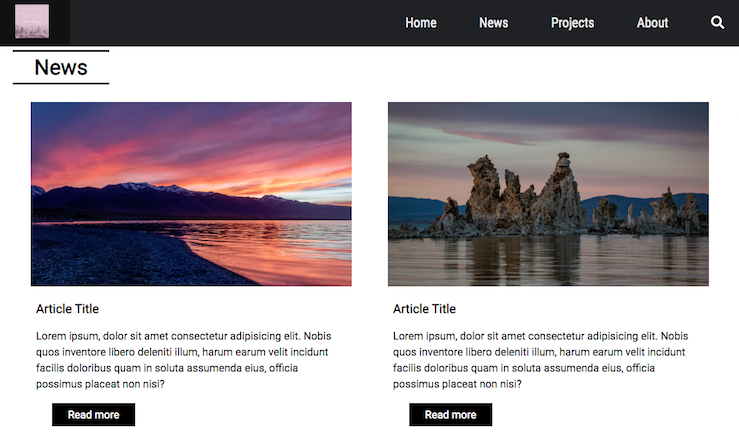 Home News Projects About
News
Article Title
Lorem ipsum, dolor sit amet consectetur adipisicing elit. Nobis
quos inventore libero deleniti illum, harum earum velit incidunt
facilis doloribus quam in soluta assumenda eius, officia
possimus placeat non nisi?
Read more
Article Title
Lorem ipsum, dolor sit amet consectetur adipisicing elit. Nobis
quos inventore libero deleniti illum, harum earum velit incidunt
facilis doloribus quam in soluta assumenda eius, officia
possimus placeat non nisi?
Read more